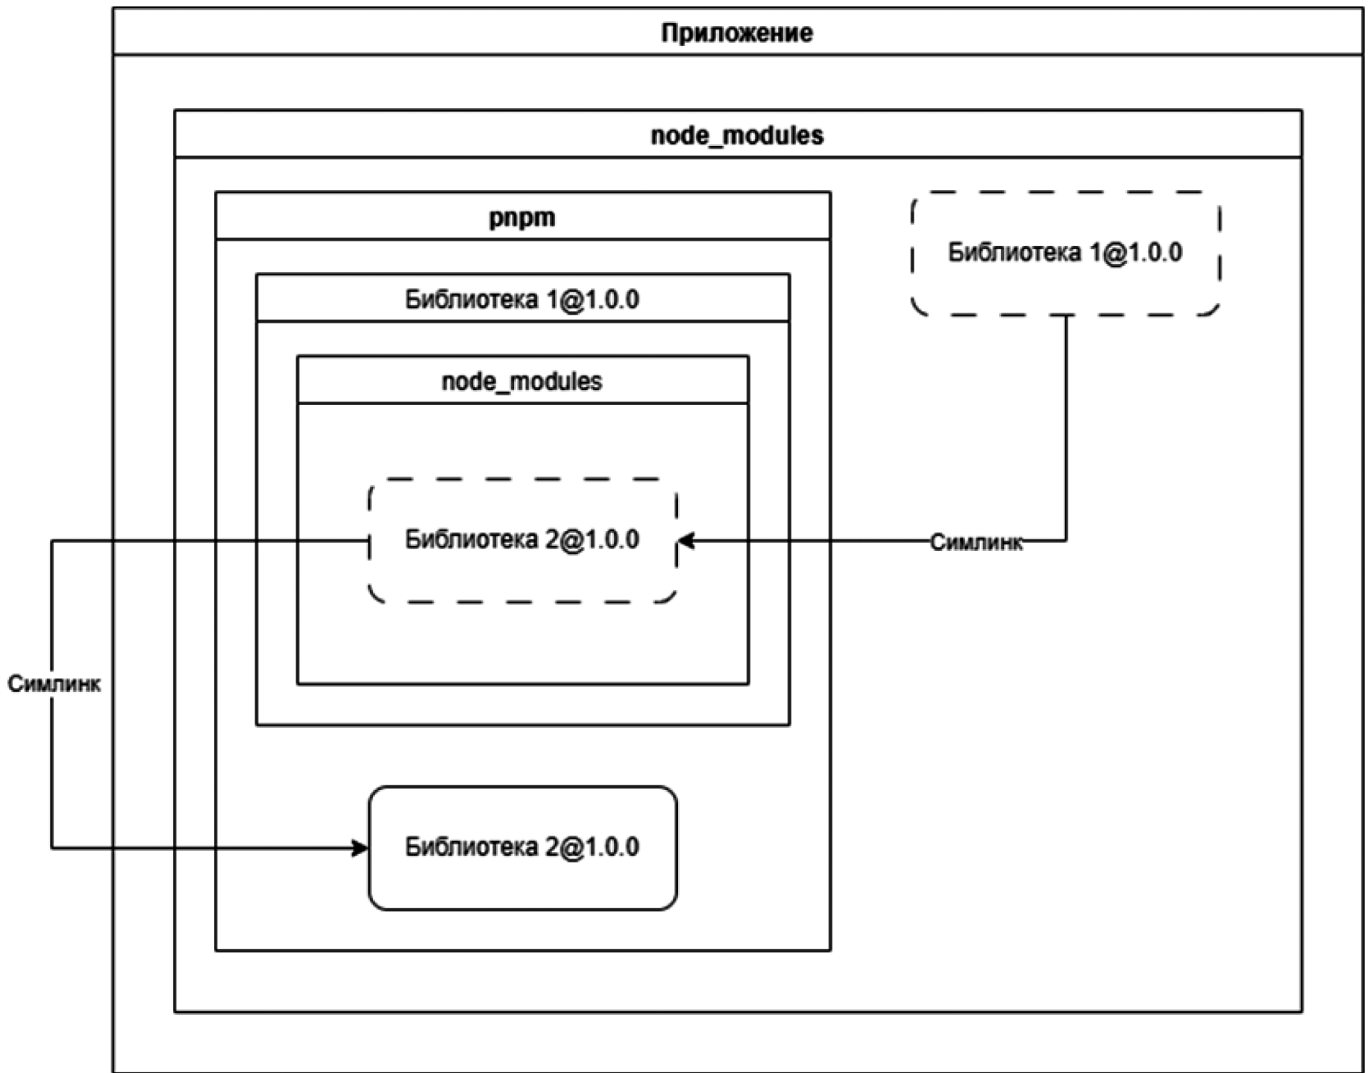 Приложение
node_modules
pnpm
Библиотека 1@1.0.0
Библиотека 1@1.0.0
node_modules
Библиотека 2@1.0.0
Симлинк
Симлинк
Библиотека 2@1.0.0